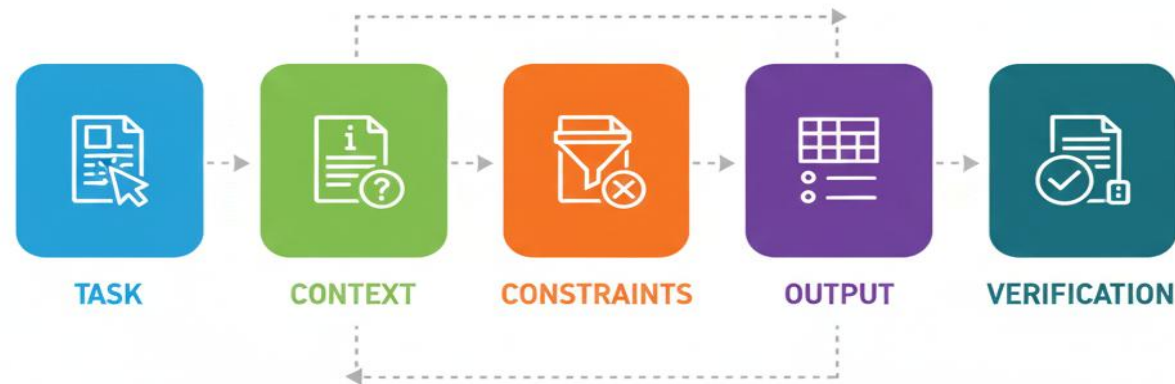 i
?
TASK
CONTEXT
CONSTRAINTS
OUTPUT
VERIFICATION